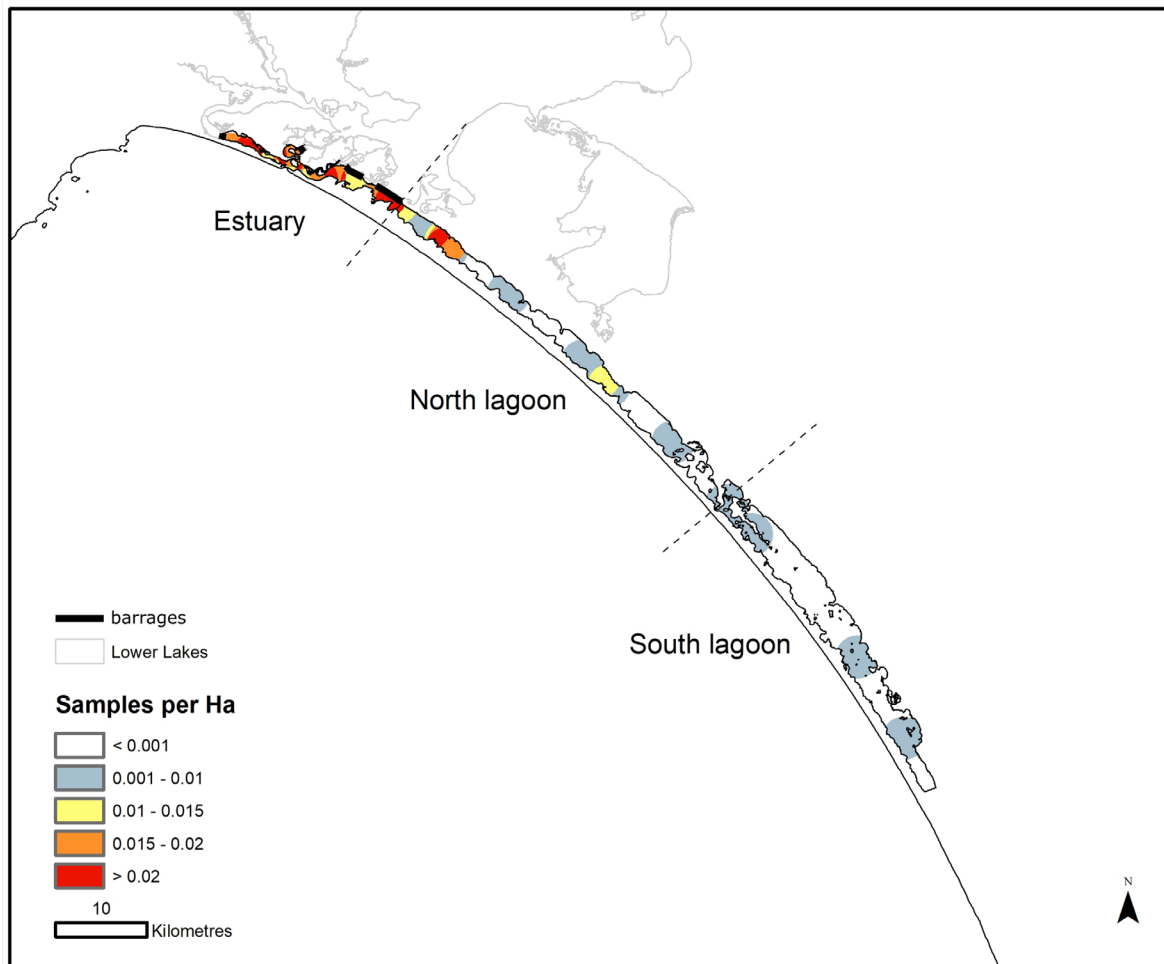 Estuary
North lagoon
South lagoon
barrages
Lower Lakes
Samples per Ha
< 0.001
0.001 - 0.01
0.01 - 0.015
0.015 - 0.02
> 0.02
10
Kilometres
N